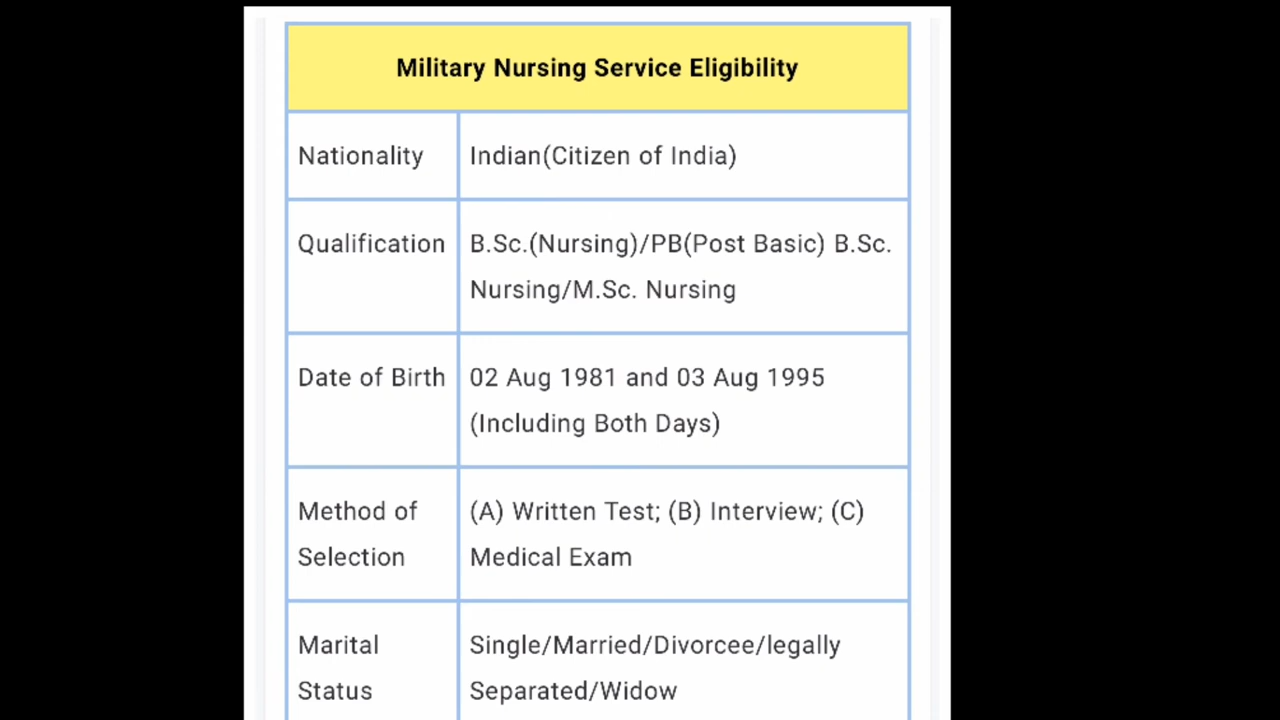 Military Nursing Service Eligibility
Nationality
Indian(Citizen of India)
Qualification
B.Sc.(Nursing)/PB(Post Basic) B.Sc.
Nursing/M.Sc. Nursing
Date of Birth
02 Aug 1981 and 03 Aug 1995
(Including Both Days)
Method of
Selection
(A) Written Test; (B) Interview; (C)
Medical Exam
Marital
Status
Single/Married/Divorcee/legally
Separated/Widow